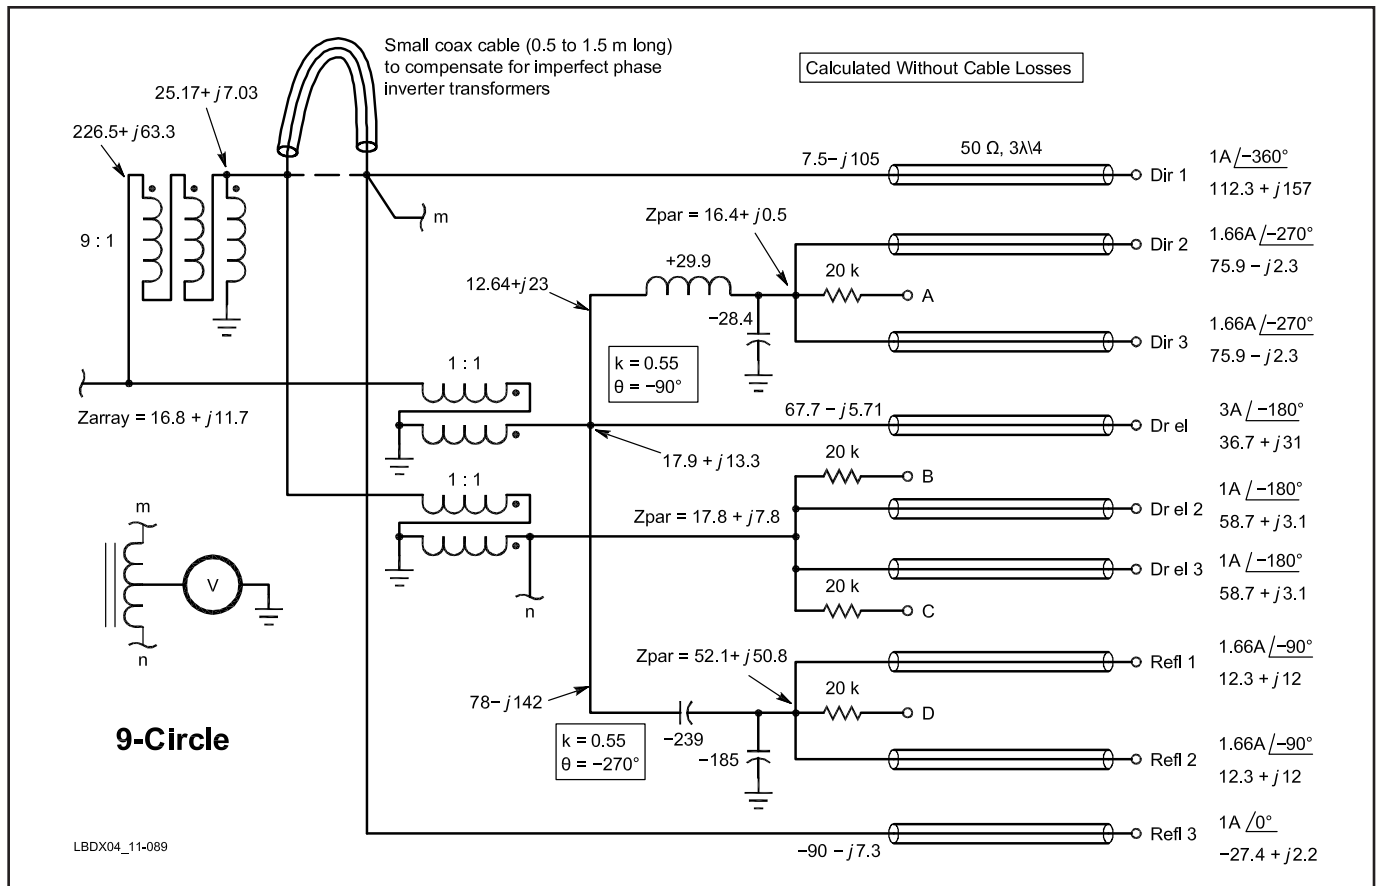 Small coax cable (0.5 to 1.5 m long)
to compensate for imperfect phase
inverter transformers
Calculated Without Cable Losses
25.17+ j7.03
226.5+ j63.3
9 : 1
m
7.5– j105
50 Ω, 3λ\4
Dir 1
1A /–360°
112.3 + j157
Zpar = 16.4+ j0.5
Dir 2
1.66A /–270°
75.9 – j2.3
+29.9
20 k
A
12.64+j23
–28.4
Dir 3
1.66A /–270°
75.9 – j2.3
k = 0.55
θ = –90°
1 : 1
Zarray = 16.8 + j11.7
67.7 – j5.71
Dr el
3A /–180°
36.7 + j31
17.9 + j13.3
20 k
B
1 : 1
Zpar = 17.8 + j7.8
Dr el 2
1A /–180°
58.7 + j3.1
Dr el 3
1A /–180°
58.7 + j3.1
20 k
C
n
m
V
n
Zpar = 52.1+ j50.8
Refl 1
1.66A /–90°
12.3 + j12
20 k
D
78– j142
–239
–185
k = 0.55
θ = –270°
Refl 2
1.66A /–90°
12.3 + j12
9-Circle
Refl 3
1A /0°
–27.4 + j2.2
–90 – j7.3
LBDX04_11-089